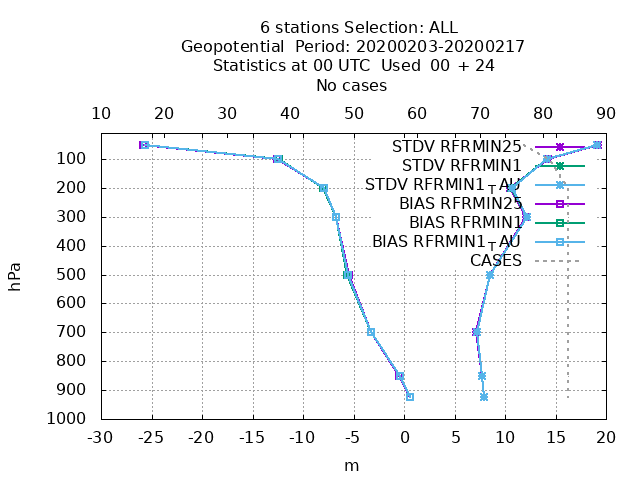 6 stations Selection: ALL
Geopotential  Period: 20200203-20200217
Statistics at 00 UTC  Used  00 + 24
No cases
10 20 30 40 50 60 70 80 90
STDV RFRMIN25
STDV RFRMIN1
STDV RFRMIN1TAU
BIAS RFRMIN25
BIAS RFRMIN1
BIAS RFRMIN1TAU
CASES
hPa
100
200
300
400
500
600
700
800
900
1000
-30 -25 -20 -15 -10 -5 0 5 10 15 20
m